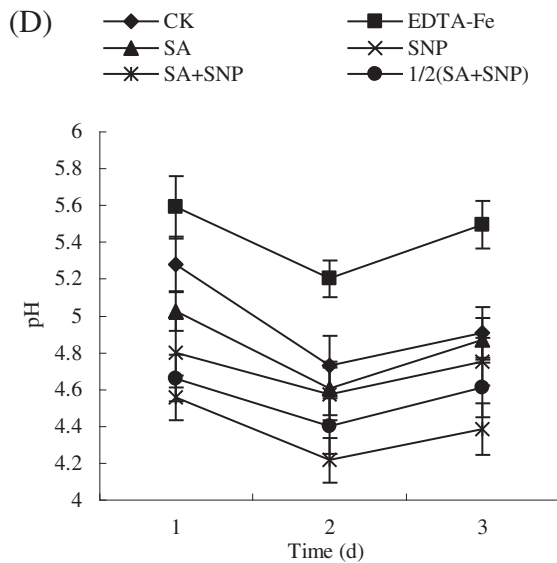 (D)
CK EDTA-Fe
SA SNP
SA+SNP 1/2(SA+SNP)
6
5.8
5.6
5.4
5.2
5
4.8
4.6
4.4
4.2
4
pH
1 2 3
Time (d)